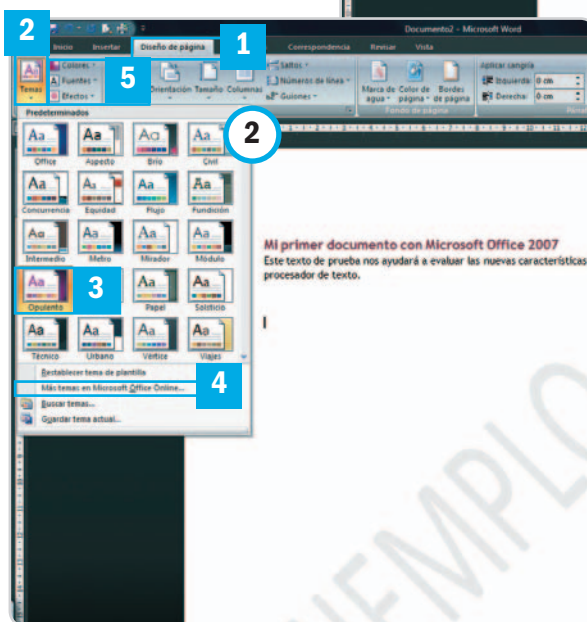 2
Documento2 - Microsoft Word
Inicio
Insertar
Diseño de página
1
Correspondencia
Revisar
Vista
Temas
Colores
Fuentes
Efectos
5
Orientación
Tamaño
Columnas
Saltos
Números de línea
Guiones
Marca de agua
Color de página
Bordes de página
Fondo de página
Aplicar sangría
Izquierda: 0 cm
Derecha: 0 cm
Predeterminados
2
Office
Aspecto
Brío
Civil
Concurrencia
Equidad
Flujo
Fundición
Intermedio
Metro
Mirador
Módulo
Opulento
3
Papel
Solsticio
Técnico
Urbano
Vértice
Viajes
Restablecer tema de plantilla
Más temas en Microsoft Office Online...
4
Buscar temas...
Guardar tema actual...
Mi primer documento con Microsoft Office 2007
Este texto de prueba nos ayudará a evaluar las nuevas características
procesador de texto.
EMPLO